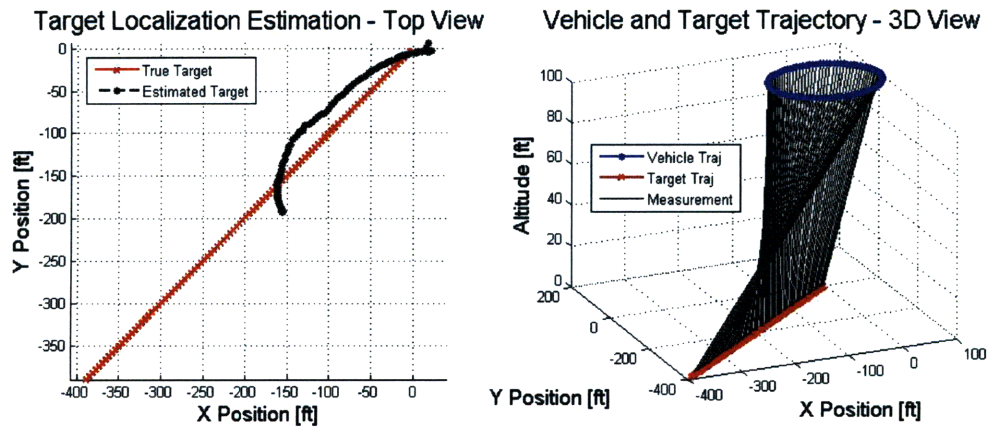 Target Localization Estimation - Top View
0
-50
-100
-150
-200
-250
-300
-350
True Target
Estimated Target
-400 -350 -300 -250 -200 -150 -100 -50 0
X Position [ft]
Y Position [ft]
Vehicle and Target Trajectory - 3D View
100
80
60
40
20
0
Altitude [ft]
Vehicle Traj
Target Traj
Measurement
200
0
-200
-400
Y Position [ft]
-400 -300 -200 -100 0 100
X Position [ft]